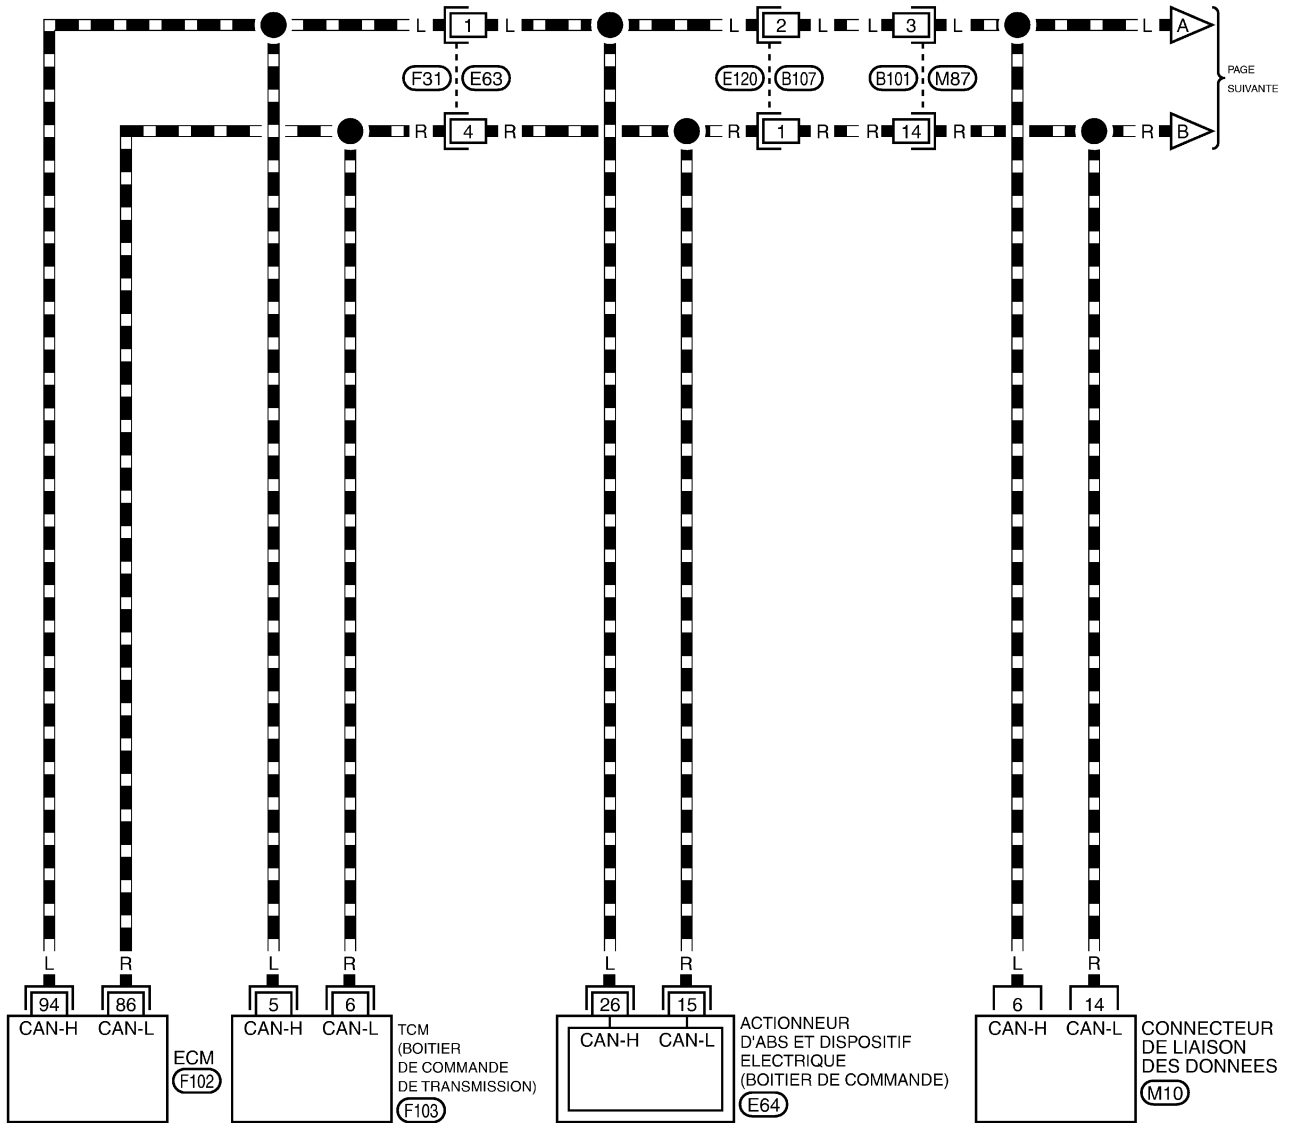 L 1 L L 2 L L 3 L L A
F31 E63 E120 B107 B101 M87
PAGE
SUIVANTE
R 4 R R 1 R R 14 R R B
L R L R L R L R
94 86 5 6 26 15 6 14
CAN-H CAN-L
ECM
F102
CAN-H CAN-L
TCM
(BOITIER
DE COMMANDE
DE TRANSMISSION)
F103
CAN-H CAN-L
ACTIONNEUR
D'ABS ET DISPOSITIF
ELECTRIQUE
(BOITIER DE COMMANDE)
E64
CAN-H CAN-L
CONNECTEUR
DE LIAISON
DES DONNEES
M10